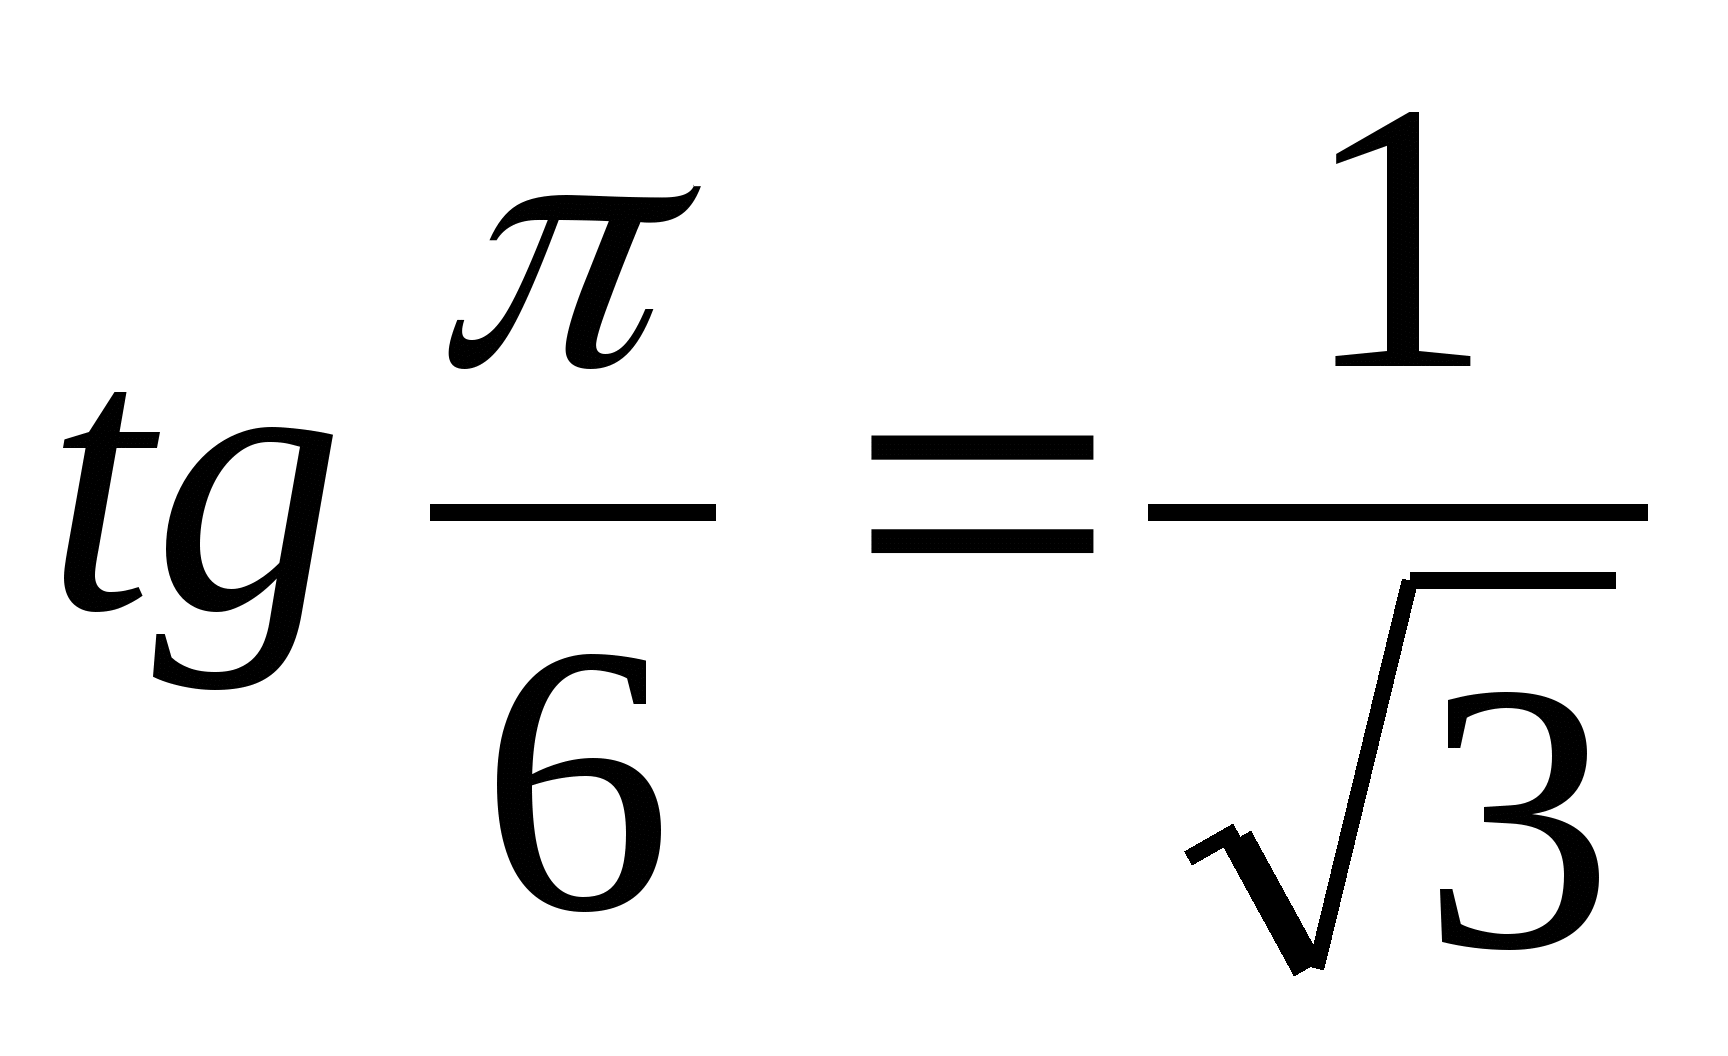 tg π/6 = 1/√3